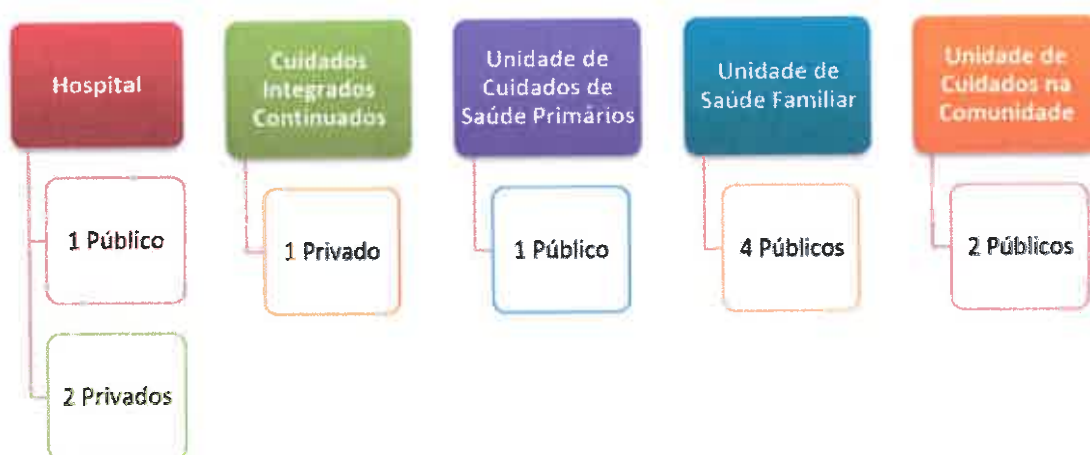 Hospital
1 Público
2 Privados
Cuidados
Integrados
Continuados
1 Privado
Unidade de
Cuidados de
Saúde Primários
1 Público
Unidade de
Saúde Familiar
4 Públicos
Unidade de
Cuidados na
Comunidade
2 Públicos